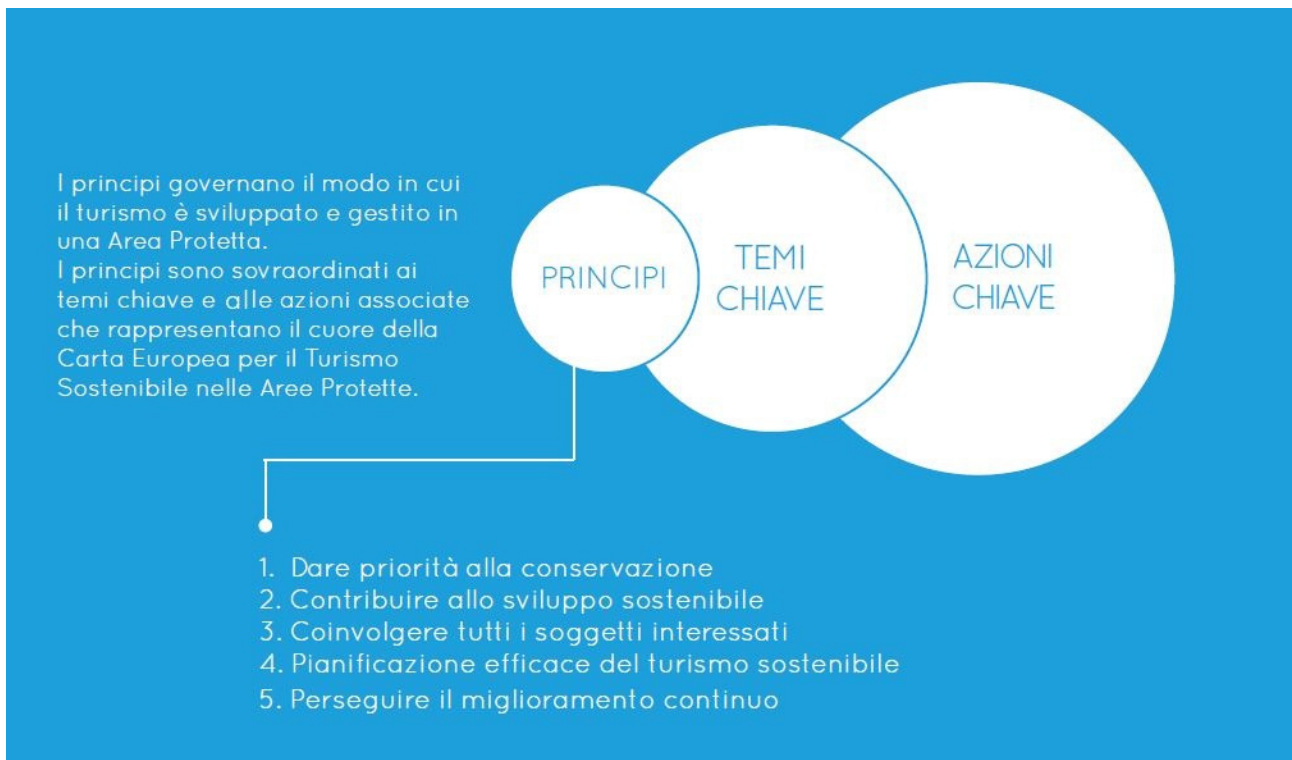 I principi governano il modo in cui
il turismo è sviluppato e gestito in
una Area Protetta.
I principi sono sovraordinati ai
temi chiave e alle azioni associate
che rappresentano il cuore della
Carta Europea per il Turismo
Sostenibile nelle Aree Protette.
PRINCIPI
TEMI
CHIAVE
AZIONI
CHIAVE
1. Dare priorità alla conservazione
2. Contribuire allo sviluppo sostenibile
3. Coinvolgere tutti i soggetti interessati
4. Pianificazione efficace del turismo sostenibile
5. Perseguire il miglioramento continuo